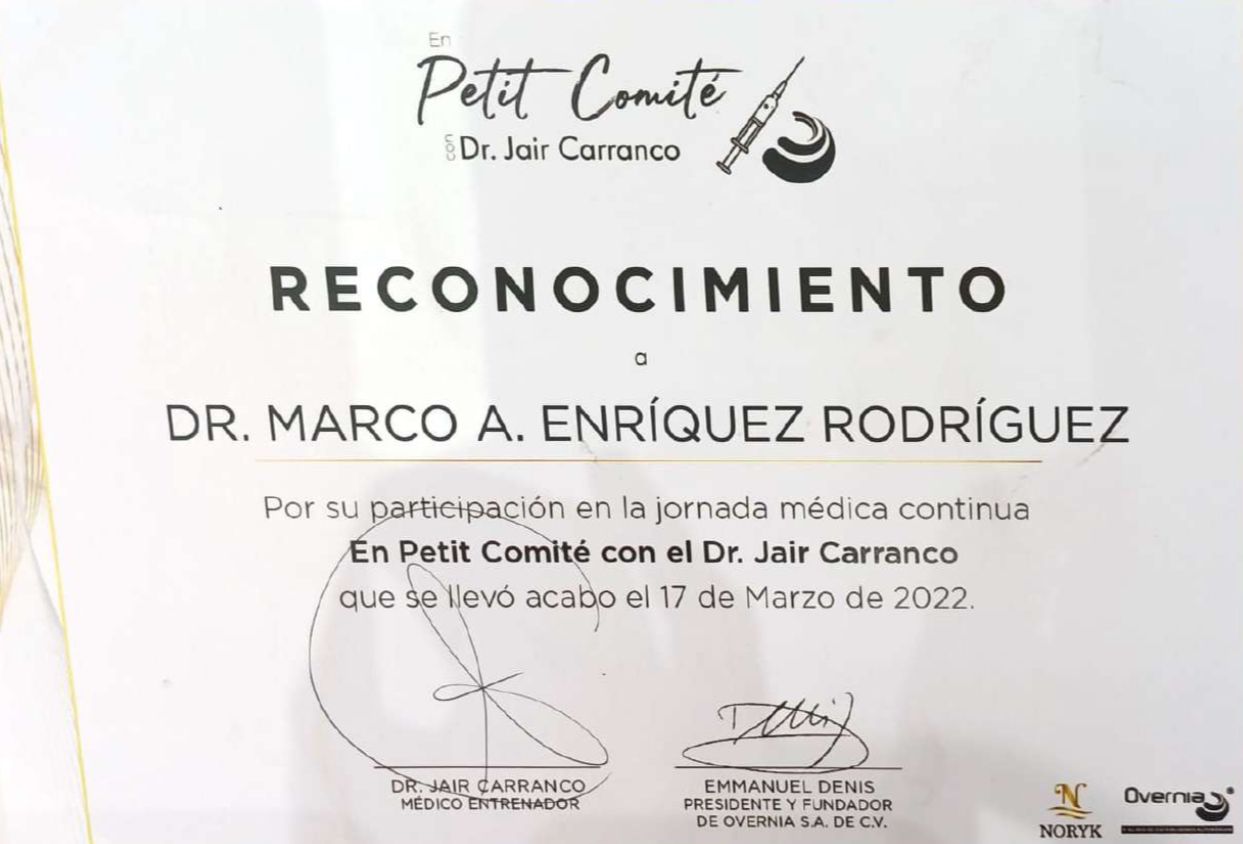 En
Petit Comité
con Dr. Jair Carranco
RECONOCIMIENTO
a
DR. MARCO A. ENRÍQUEZ RODRÍGUEZ
Por su participación en la jornada médica continua
En Petit Comité con el Dr. Jair Carranco
que se llevó acabo el 17 de Marzo de 2022.
DR. JAIR CARRANCO
MÉDICO ENTRENADOR
EMMANUEL DENIS
PRESIDENTE Y FUNDADOR
DE OVERNIA S.A. DE C.V.
N
NORYK
Overnia